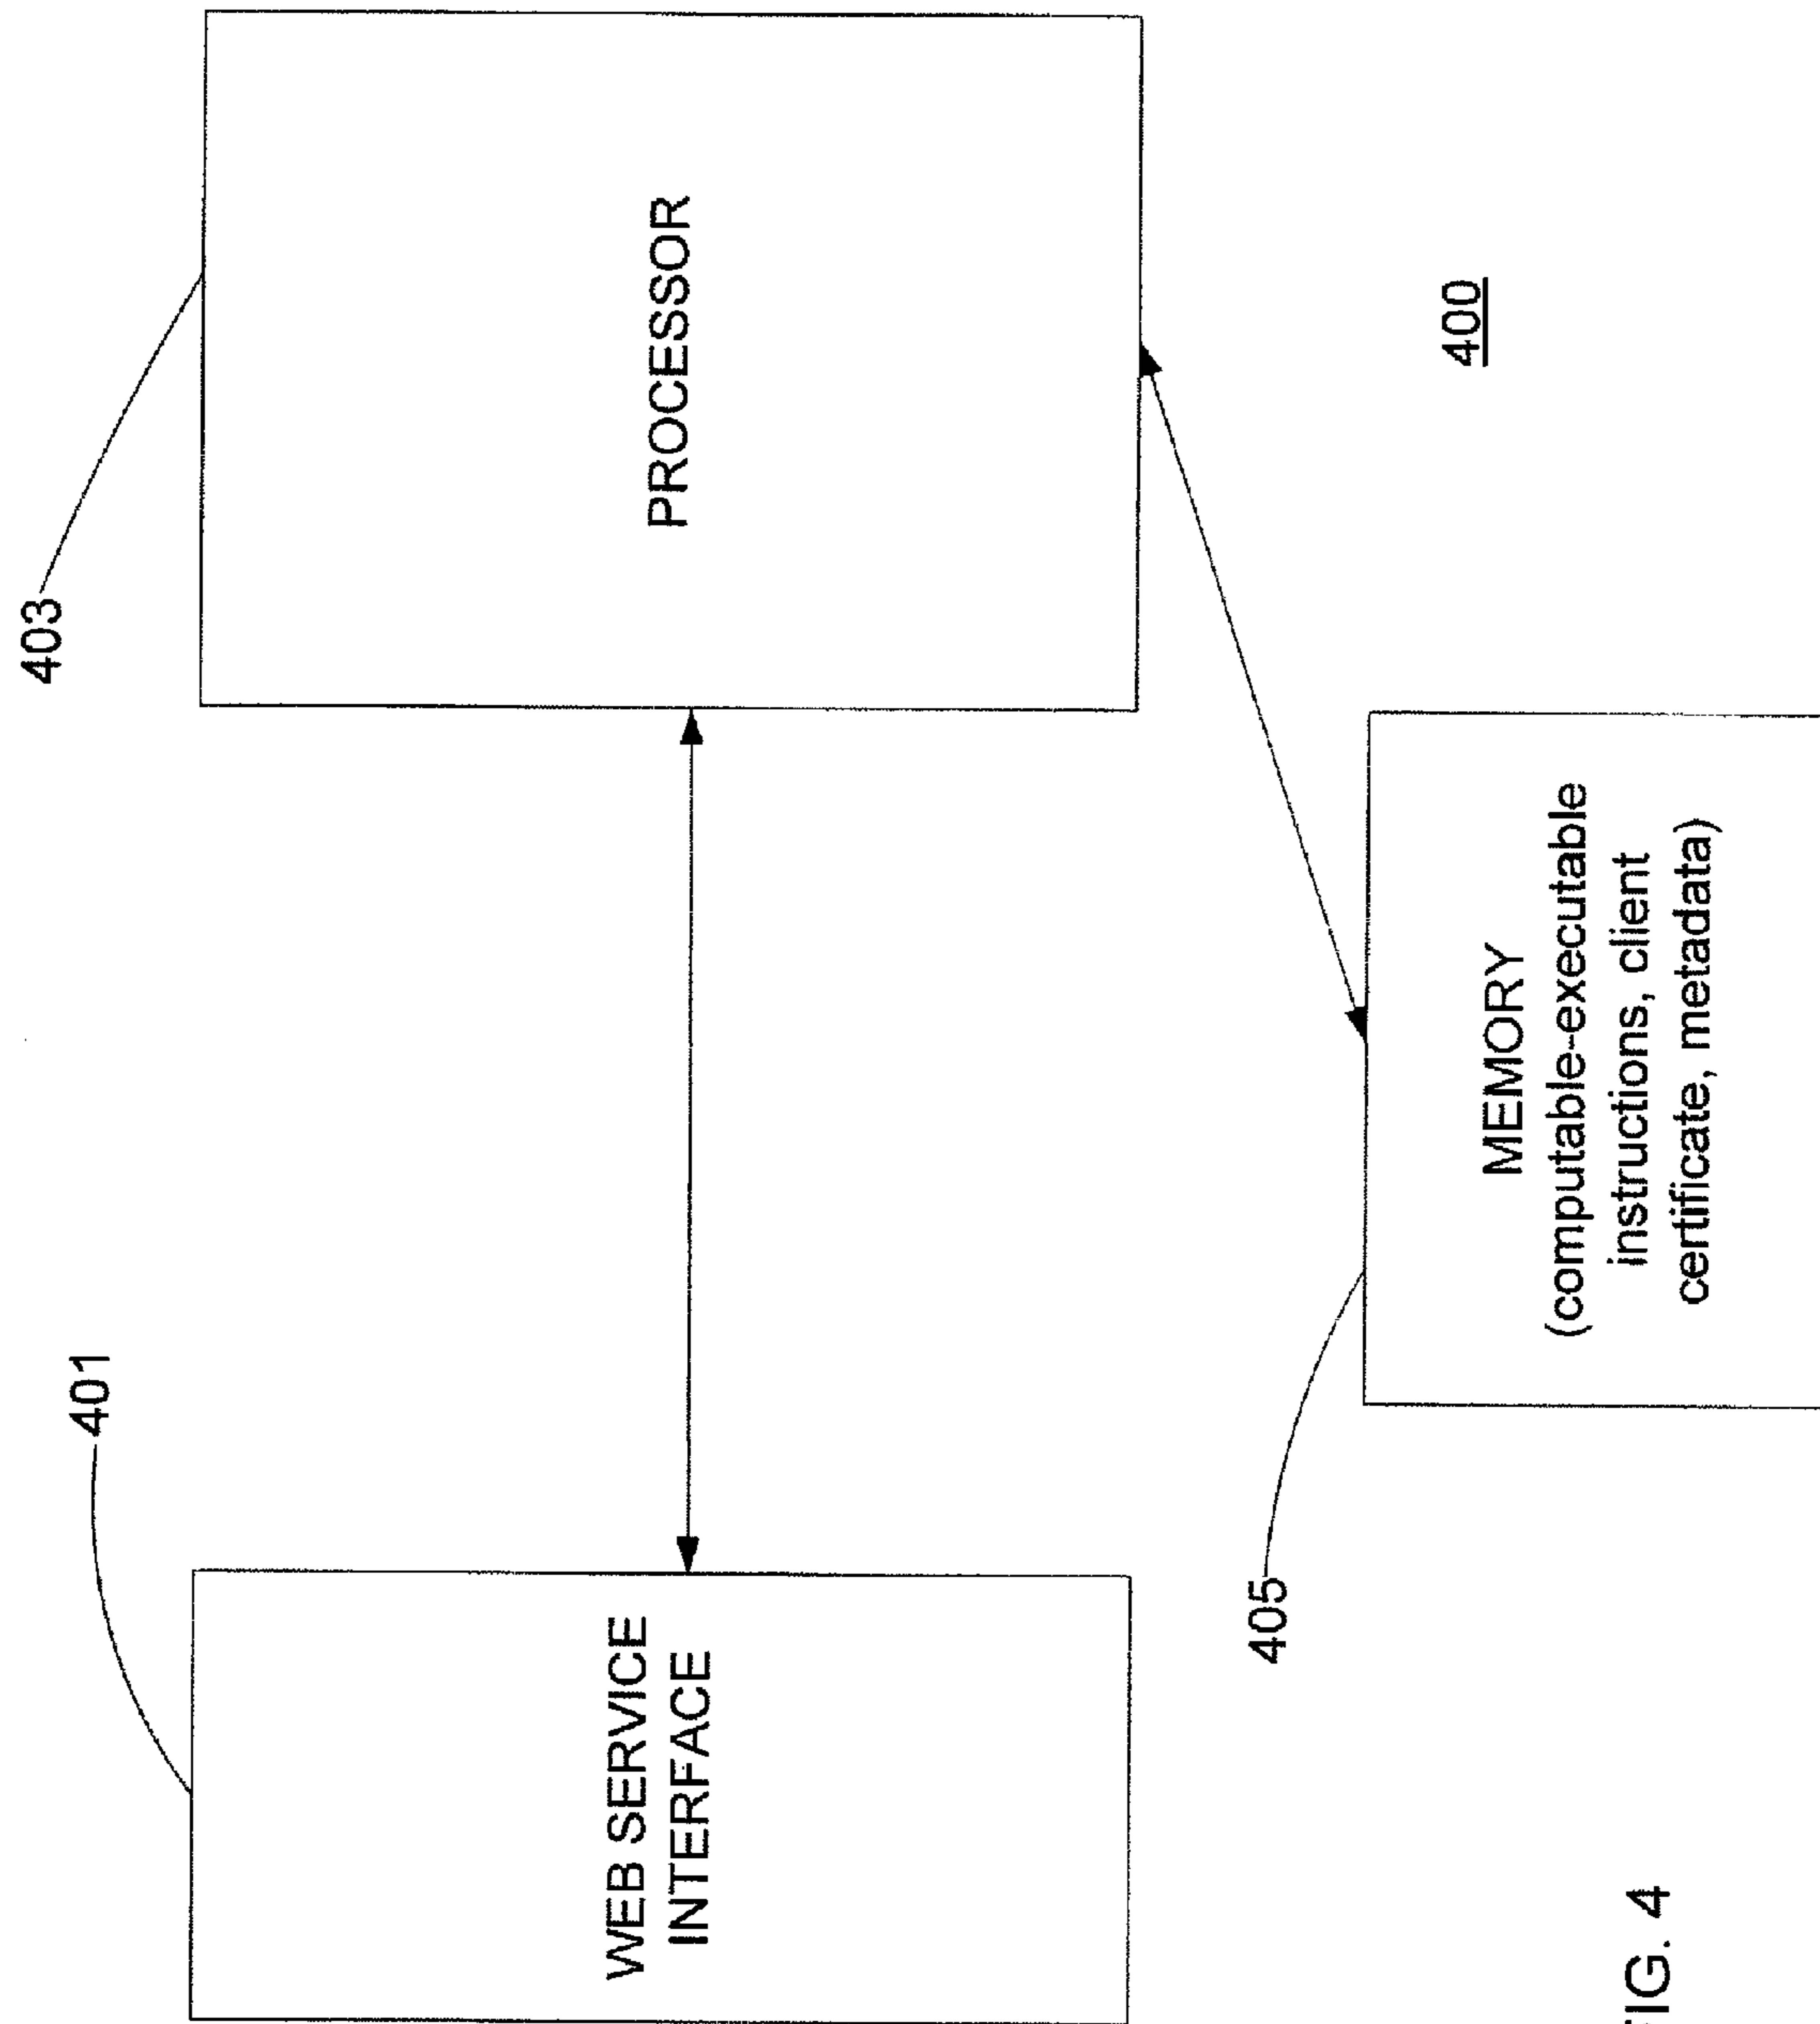 401
403
WEB SERVICE
INTERFACE
PROCESSOR
405
MEMORY
(computable-executable
instructions, client
certificate, metadata)
400
FIG. 4